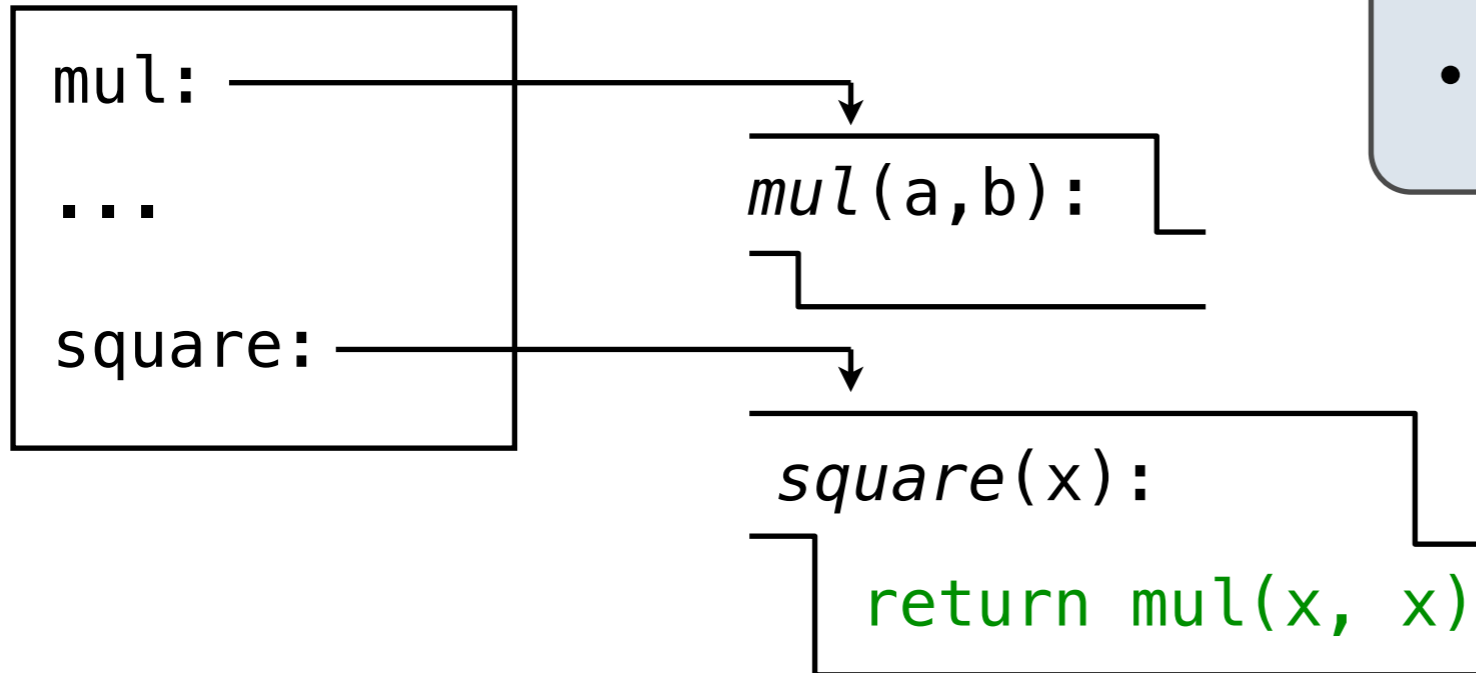 mul:
...
square:
mul(a,b):
square(x):
return mul(x, x)
•